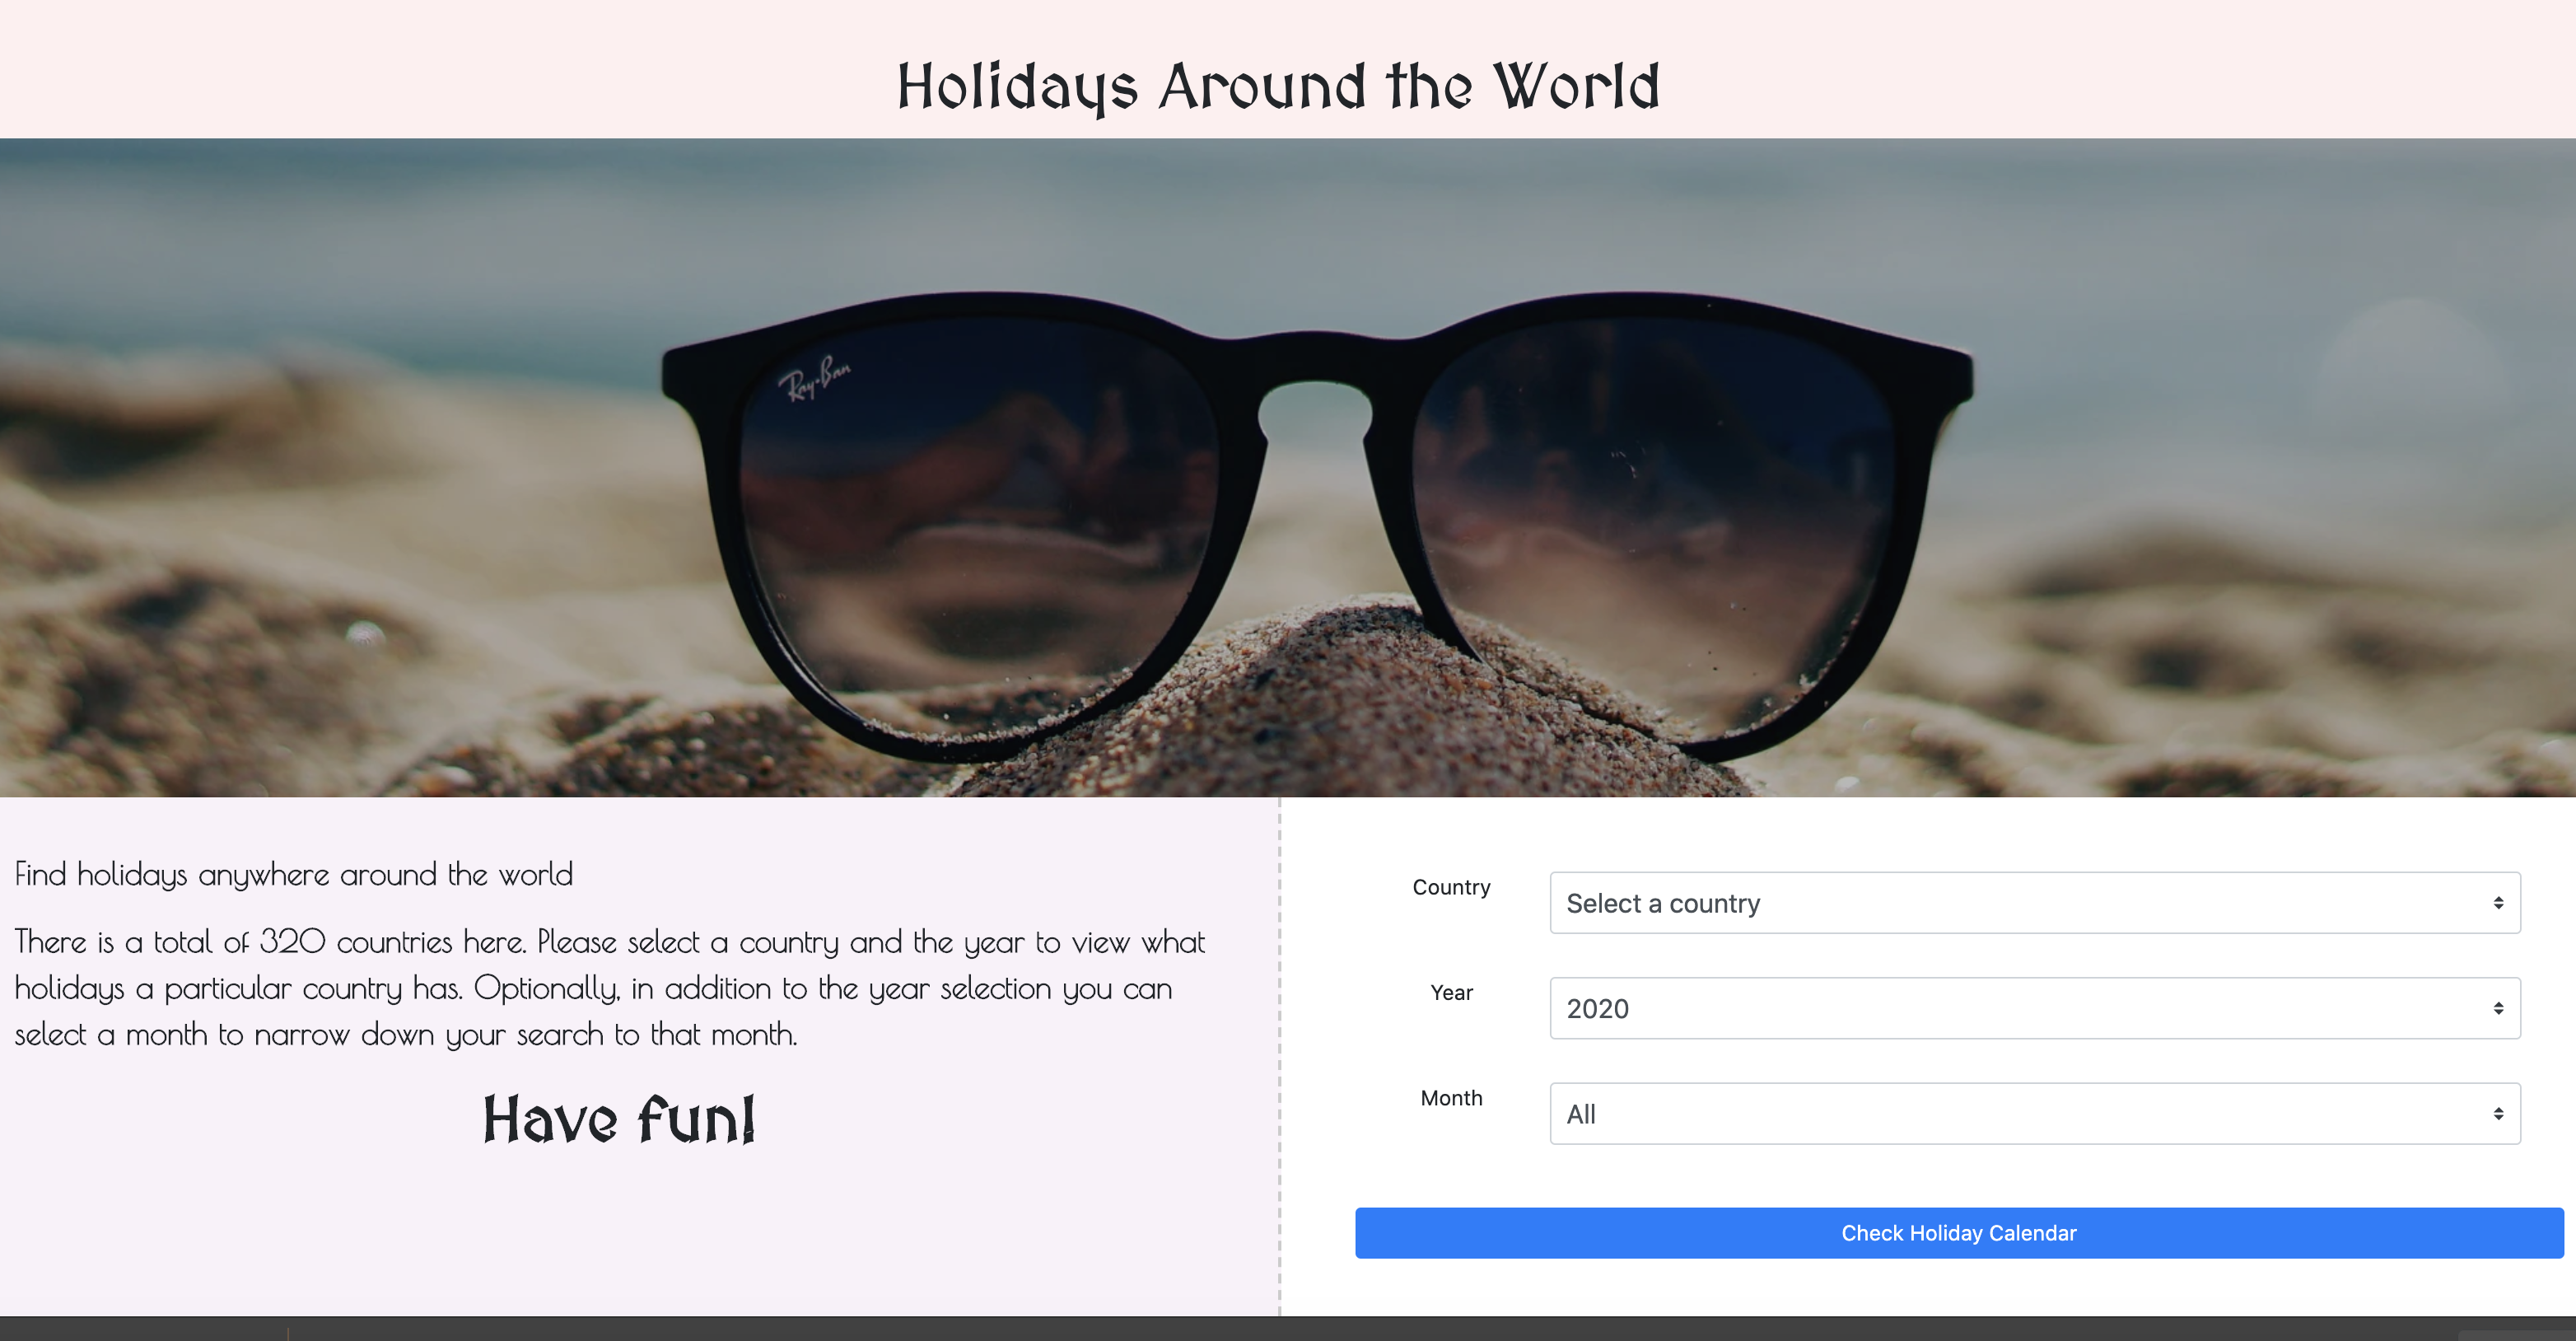 Holidays Around the World
Ray-Ban
Find holidays anywhere around the world
There is a total of 320 countries here. Please select a country and the year to view what
holidays a particular country has. Optionally, in addition to the year selection you can
select a month to narrow down your search to that month.
Have fun!
Country
Select a country
Year
2020
Month
All
Check Holiday Calendar